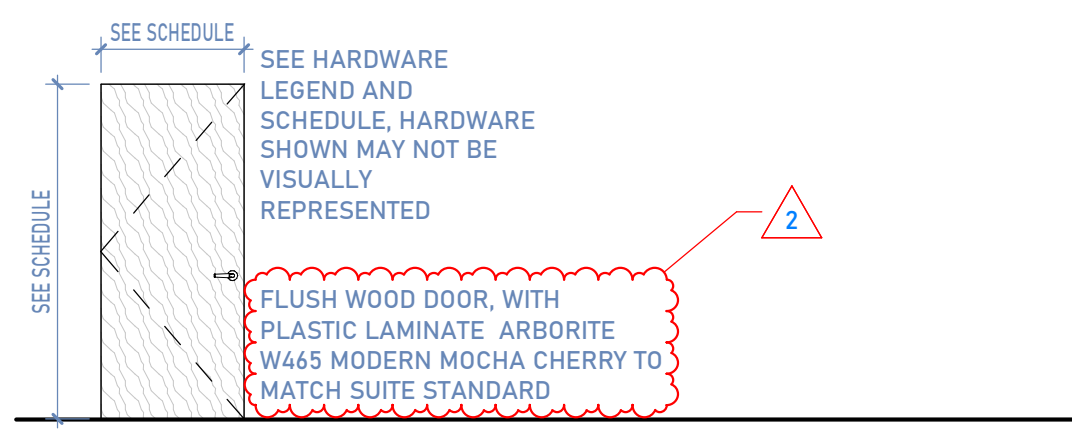 SEE SCHEDULE
SEE HARDWARE
LEGEND AND
SCHEDULE, HARDWARE
SHOWN MAY NOT BE
VISUALLY
REPRESENTED
SEE SCHEDULE
2
FLUSH WOOD DOOR, WITH
PLASTIC LAMINATE ARBORITE
W465 MODERN MOCHA CHERRY TO
MATCH SUITE STANDARD